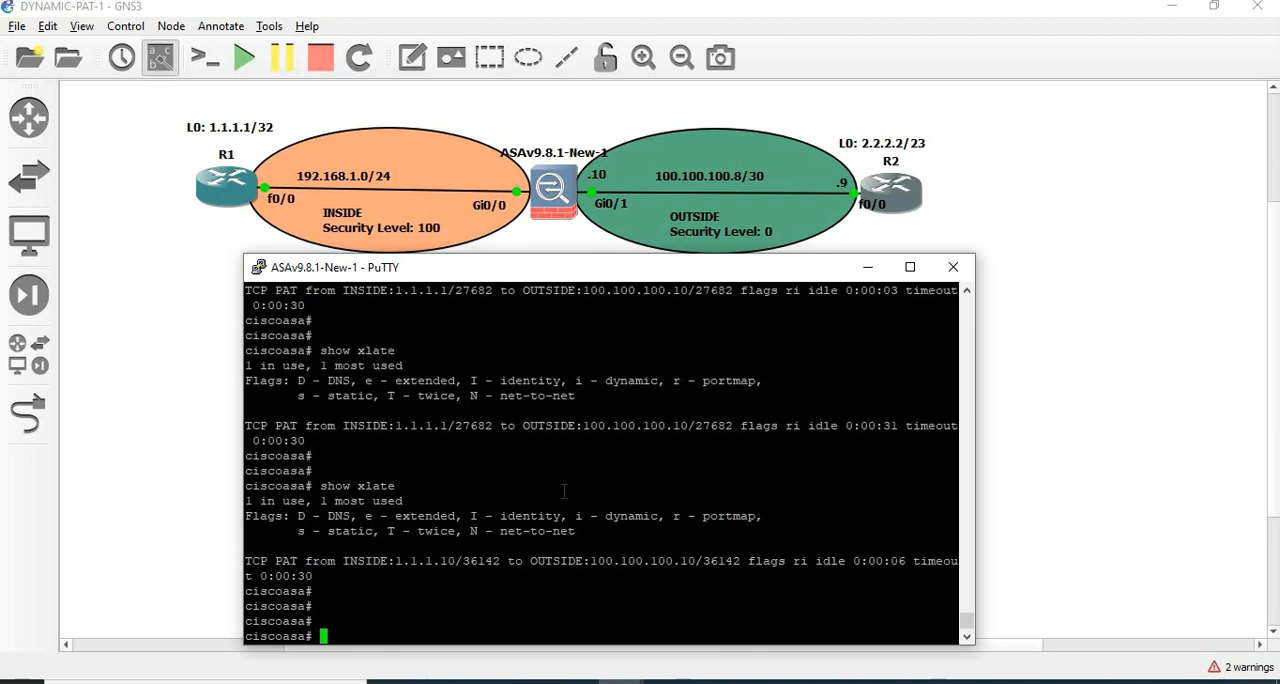 DYNAMIC-PAT-1 - GNS3
File Edit View Control Node Annotate Tools Help
L0: 1.1.1.1/32
L0: 2.2.2.2/23
R1
ASAv9.8.1-New-1
R2
192.168.1.0/24
.10
100.100.100.8/30
.9
f0/0
Gi0/0
Gi0/1
f0/0
INSIDE
Security Level: 100
OUTSIDE
Security Level: 0
ASAv9.8.1-New-1 - PuTTY
TCP PAT from INSIDE:1.1.1.1/27682 to OUTSIDE:100.100.100.10/27682 flags ri idle 0:00:03 timeout
0:00:30
ciscoasa#
ciscoasa#
ciscoasa# show xlate
1 in use, 1 most used
Flags: D - DNS, e - extended, I - identity, i - dynamic, r - portmap,
s - static, T - twice, N - net-to-net
TCP PAT from INSIDE:1.1.1.1/27682 to OUTSIDE:100.100.100.10/27682 flags ri idle 0:00:31 timeout
0:00:30
ciscoasa#
ciscoasa#
ciscoasa# show xlate
1 in use, 1 most used
Flags: D - DNS, e - extended, I - identity, i - dynamic, r - portmap,
s - static, T - twice, N - net-to-net
TCP PAT from INSIDE:1.1.1.10/36142 to OUTSIDE:100.100.100.10/36142 flags ri idle 0:00:06 timeou
t 0:00:30
ciscoasa#
ciscoasa#
ciscoasa#
ciscoasa#
2 warnings